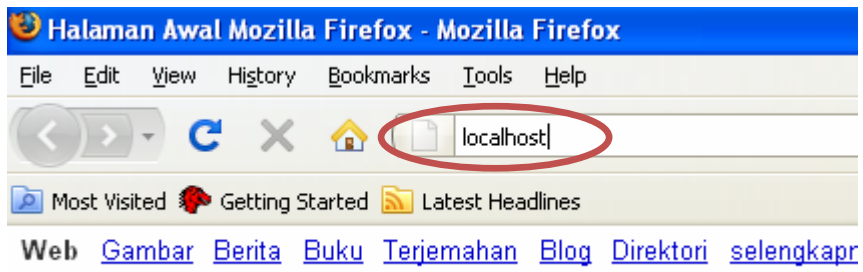 Halaman Awal Mozilla Firefox - Mozilla Firefox
File Edit View History Bookmarks Tools Help
localhost
Most Visited Getting Started Latest Headlines
Web Gambar Berita Buku Terjemahan Blog Direktori